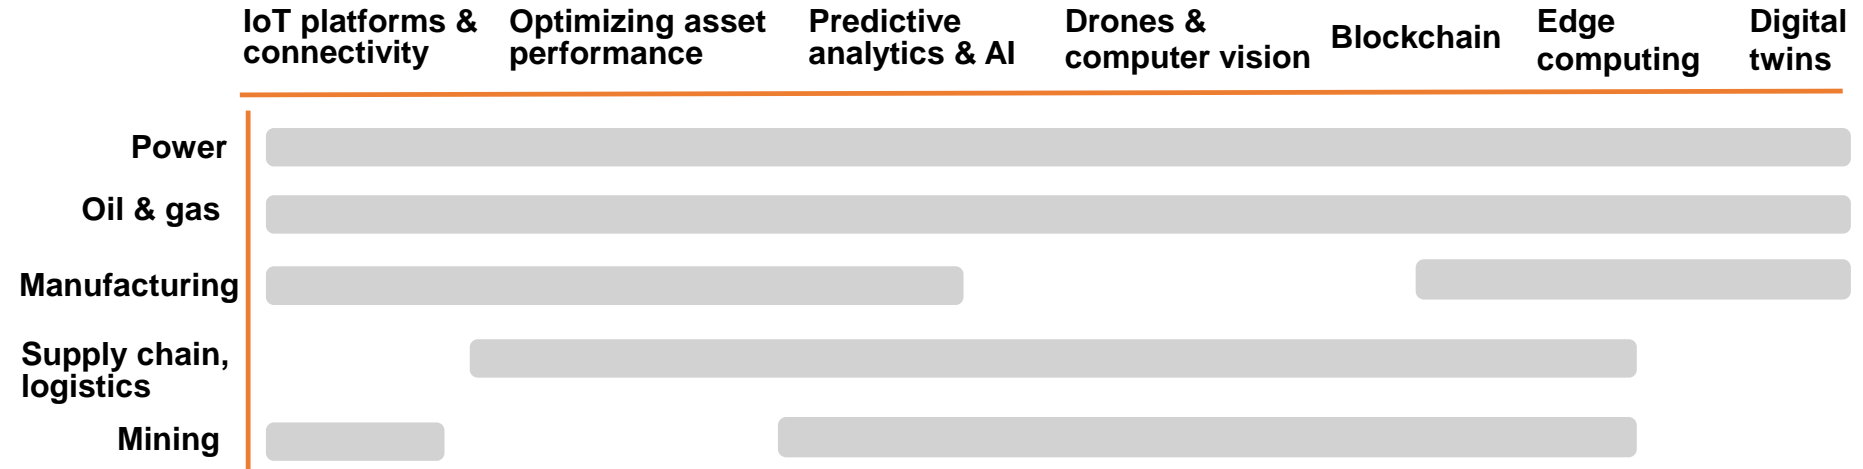 IoT platforms &
connectivity
Optimizing asset
performance
Predictive
analytics & AI
Drones &
computer vision
Blockchain
Edge
computing
Digital
twins
Power
Oil & gas
Manufacturing
Supply chain,
logistics
Mining